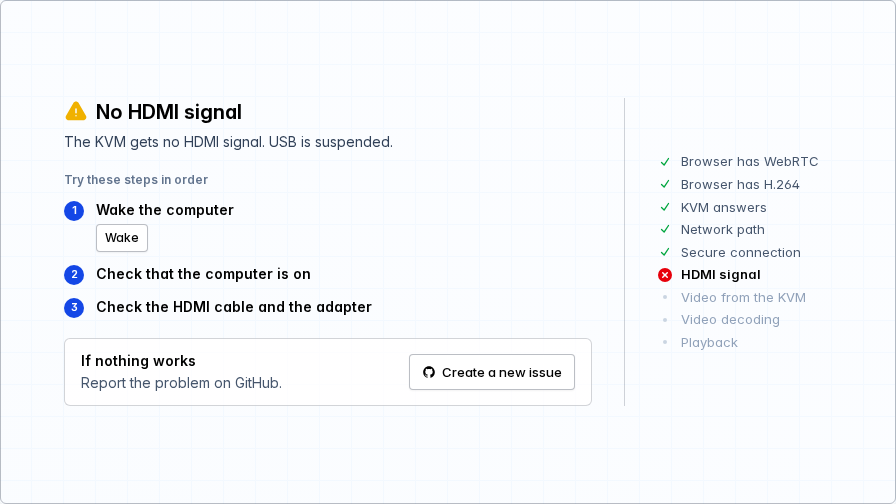 No HDMI signal
The KVM gets no HDMI signal. USB is suspended.
Try these steps in order
1 Wake the computer
Wake
2 Check that the computer is on
3 Check the HDMI cable and the adapter
If nothing works
Report the problem on GitHub.
Create a new issue
Browser has WebRTC
Browser has H.264
KVM answers
Network path
Secure connection
HDMI signal
Video from the KVM
Video decoding
Playback